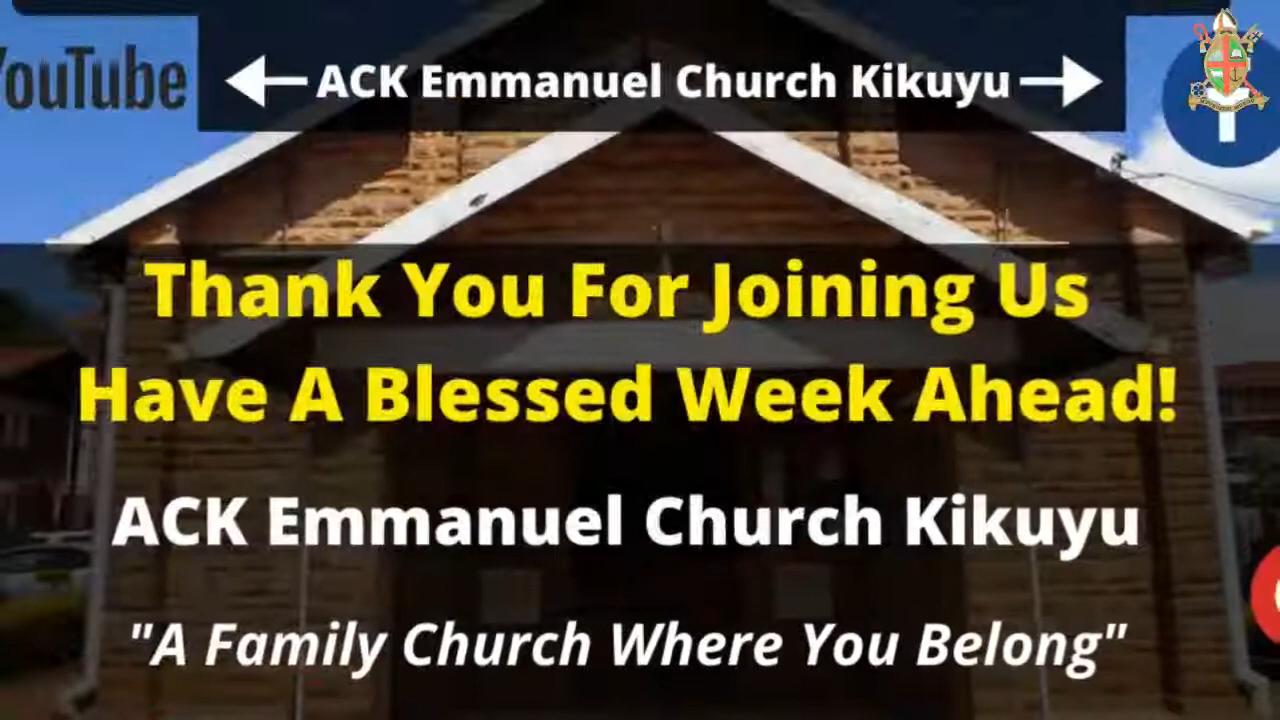 YouTube
ACK Emmanuel Church Kikuyu
Thank You For Joining Us
Have A Blessed Week Ahead!
ACK Emmanuel Church Kikuyu
"A Family Church Where You Belong"